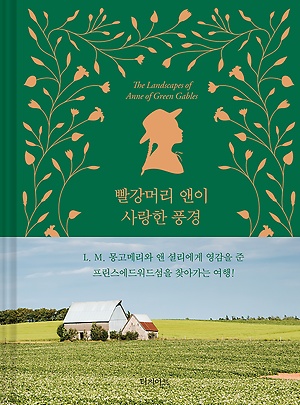 The Landscapes of
Anne of Green Gables
빨강머리 앤이
사랑한 풍경
L. M. 몽고메리와 앤 셜리에게 영감을 준
프린스에드워드섬을 찾아가는 여행!